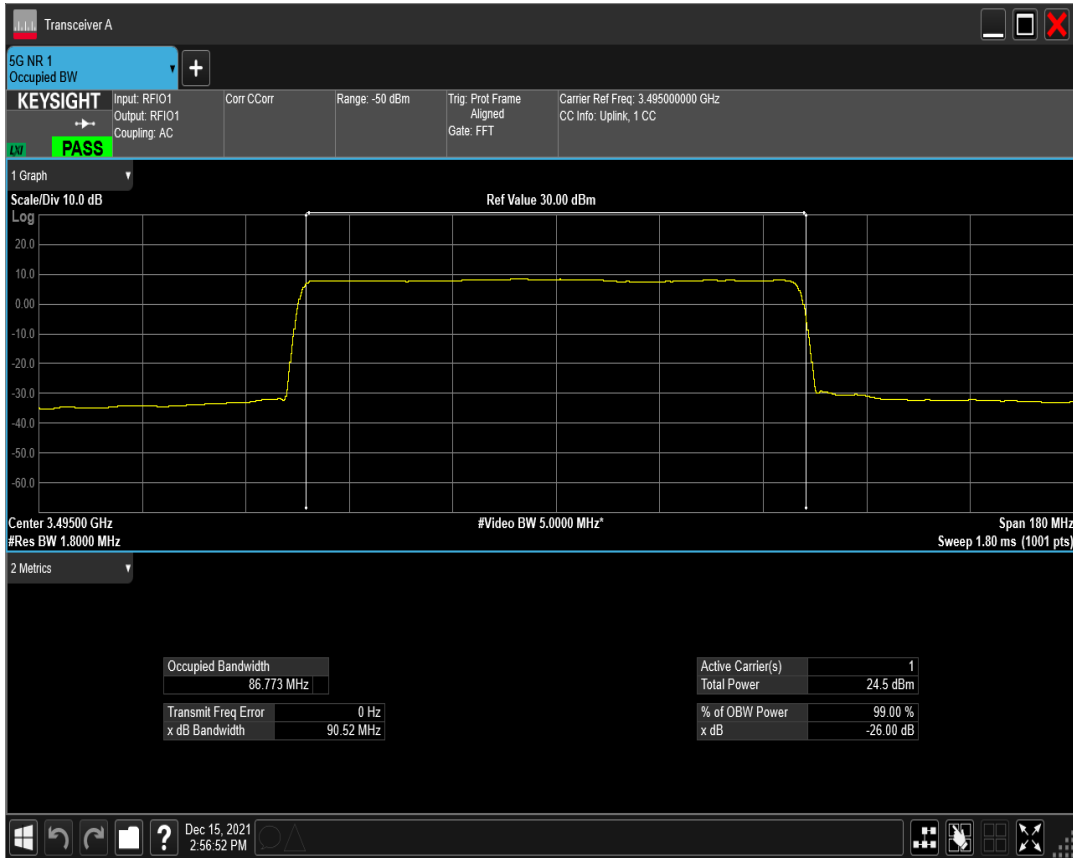 Transceiver A
5G NR 1
Occupied BW
KEYSIGHT
LXI
PASS
Input: RFIO1
Output: RFIO1
Coupling: AC
Corr CCorr
Range: -50 dBm
Trig: Prot Frame
Aligned
Gate: FFT
Carrier Ref Freq: 3.495000000 GHz
CC Info: Uplink, 1 CC
1 Graph
Scale/Div 10.0 dB
Ref Value 30.00 dBm
Log
20.0
10.0
0.00
-10.0
-20.0
-30.0
-40.0
-50.0
-60.0
Center 3.49500 GHz
#Video BW 5.0000 MHz*
Span 180 MHz
#Res BW 1.8000 MHz
Sweep 1.80 ms (1001 pts)
2 Metrics
Occupied Bandwidth
86.773 MHz
Transmit Freq Error 0 Hz
x dB Bandwidth 90.52 MHz
Active Carrier(s) 1
Total Power 24.5 dBm
% of OBW Power 99.00 %
x dB -26.00 dB
Dec 15, 2021
2:56:52 PM